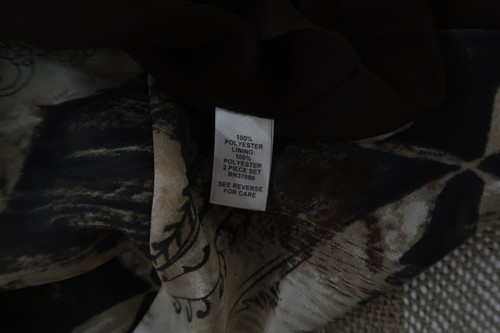 100%
POLYESTER
LINING:
100%
POLYESTER
2 PIECE SET
RN37080
SEE REVERSE
FOR CARE